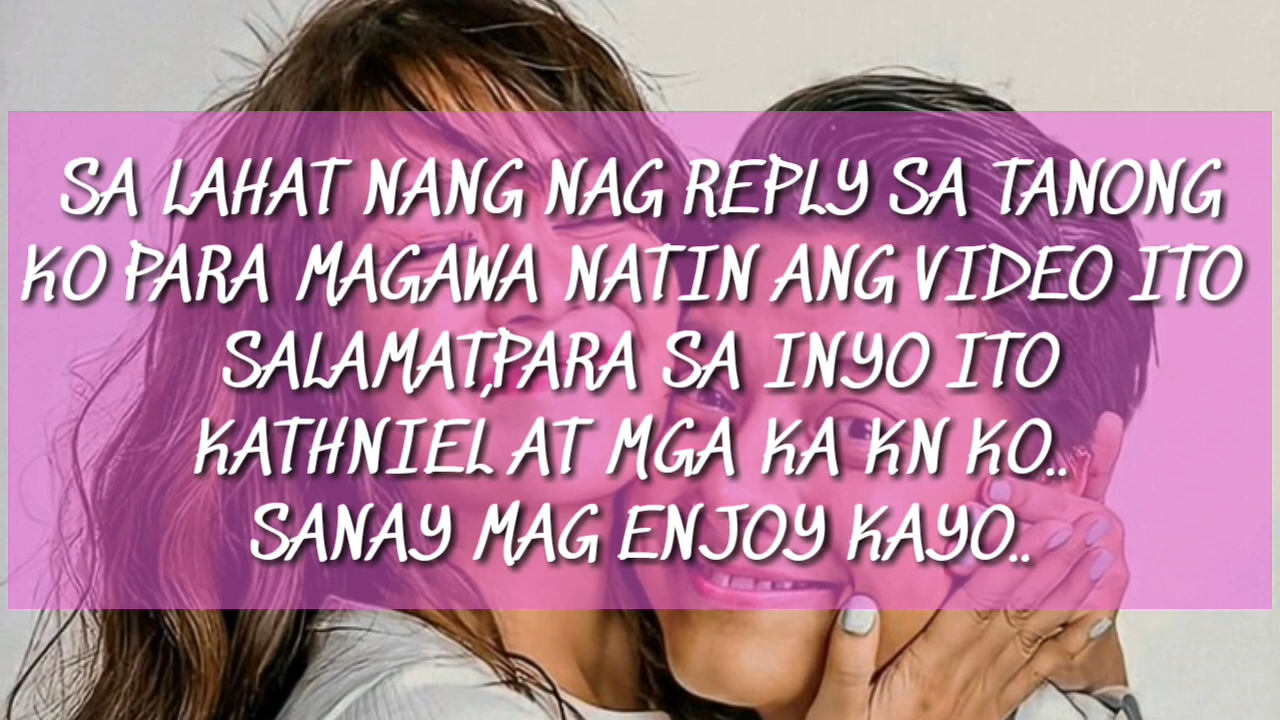 SA LAHAT NANG NAG REPLY SA TANONG
KO PARA MAGAWA NATIN ANG VIDEO ITO
SALAMAT,PARA SA INYO ITO
KATHNIEL AT MGA KA KN KO..
SANAY MAG ENJOY KAYO..